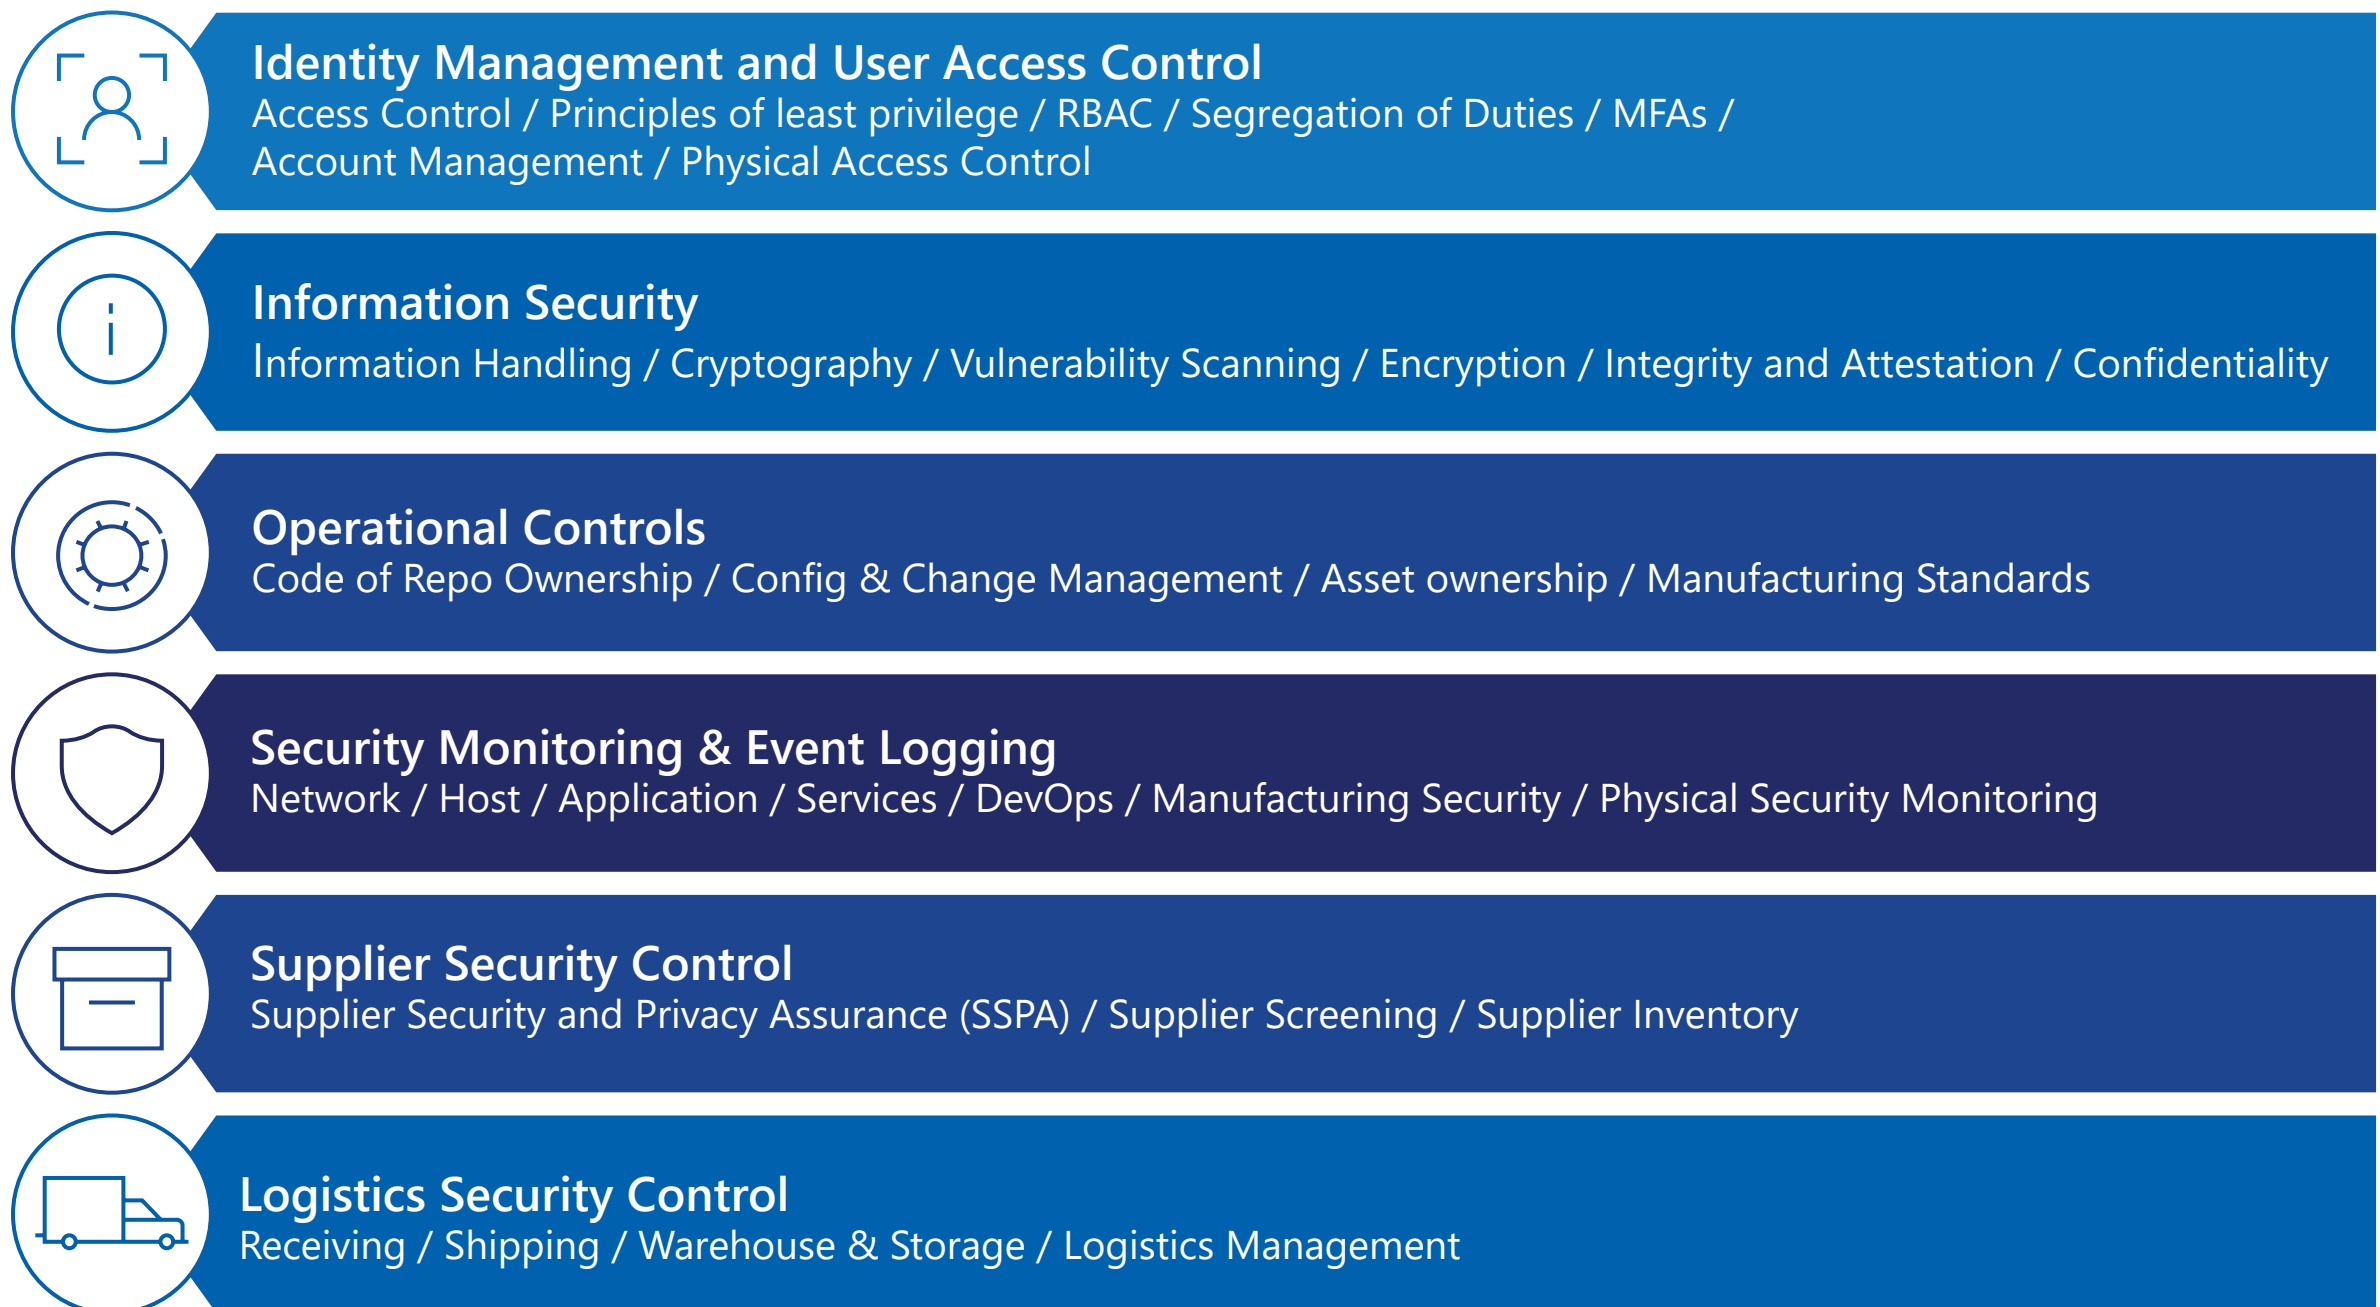 Identity Management and User Access Control
Access Control / Principles of least privilege / RBAC / Segregation of Duties / MFAs /
Account Management / Physical Access Control
Information Security
Information Handling / Cryptography / Vulnerability Scanning / Encryption / Integrity and Attestation / Confidentiality
Operational Controls
Code of Repo Ownership / Config & Change Management / Asset ownership / Manufacturing Standards
Security Monitoring & Event Logging
Network / Host / Application / Services / DevOps / Manufacturing Security / Physical Security Monitoring
Supplier Security Control
Supplier Security and Privacy Assurance (SSPA) / Supplier Screening / Supplier Inventory
Logistics Security Control
Receiving / Shipping / Warehouse & Storage / Logistics Management